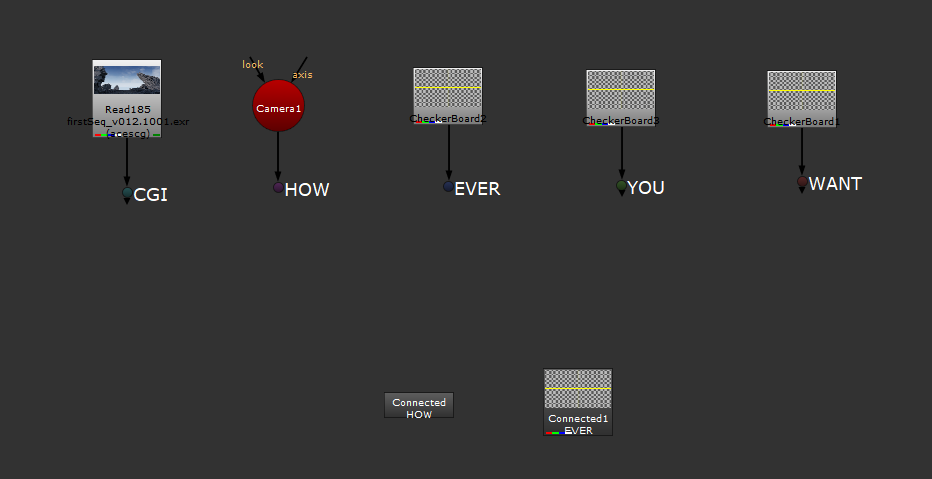 look
axis
Read185
firstSeq_v012.1001.exr
(acescg)
Camera1
CheckerBoard2
CheckerBoard3
CheckerBoard1
CGI
HOW
EVER
YOU
WANT
Connected
HOW
Connected1
EVER